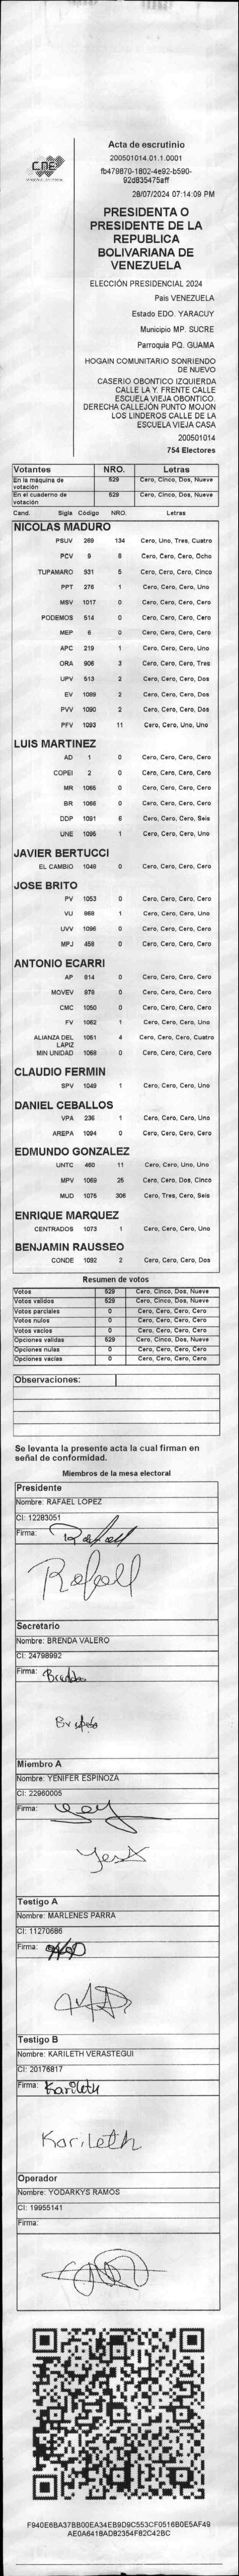 CNE
Acta de escrutinio
200501014.01.1.0001
fb479870-1802-4e92-b590-
92d835475aff
28/07/2024 07:14:09 PM
PRESIDENTA O
PRESIDENTE DE LA
REPUBLICA
BOLIVARIANA DE
VENEZUELA
ELECCIÓN PRESIDENCIAL 2024
Pais VENEZUELA
Estado EDO. YARACUY
Municipio MP. SUCRE
Parroquia PQ. GUAMA
HOGAIN COMUNITARIO SONRIENDO
DE NUEVO
CASERIO OBONTICO IZQUIERDA
CALLE LA Y. FRENTE CALLE
ESCUELA VIEJA OBONTICO.
DERECHA CALLEJÓN PUNTO MOJON
LOS LINDEROS CALLE DE LA
ESCUELA VIEJA CASA
200501014
754 Electores
Votantes NRO. Letras
En la máquina de votación 529 Cero, Cinco, Dos, Nueve
En el cuaderno de votación 529 Cero, Cinco, Dos, Nueve
Cand. Sigla Código NRO. Letras
NICOLAS MADURO
PSUV 269 134 Cero, Uno, Tres, Cuatro
PCV 9 8 Cero, Cero, Cero, Ocho
TUPAMARO 531 5 Cero, Cero, Cero, Cinco
PPT 276 1 Cero, Cero, Cero, Uno
MSV 1017 0 Cero, Cero, Cero, Cero
PODEMOS 514 0 Cero, Cero, Cero, Cero
MEP 6 0 Cero, Cero, Cero, Cero
APC 219 1 Cero, Cero, Cero, Uno
ORA 906 3 Cero, Cero, Cero, Tres
UPV 513 2 Cero, Cero, Cero, Dos
EV 1089 2 Cero, Cero, Cero, Dos
PVV 1090 2 Cero, Cero, Cero, Dos
PFV 1093 11 Cero, Cero, Uno, Uno
LUIS MARTINEZ
AD 1 0 Cero, Cero, Cero, Cero
COPEI 2 0 Cero, Cero, Cero, Cero
MR 1065 0 Cero, Cero, Cero, Cero
BR 1066 0 Cero, Cero, Cero, Cero
DDP 1091 6 Cero, Cero, Cero, Seis
UNE 1095 1 Cero, Cero, Cero, Uno
JAVIER BERTUCCI
EL CAMBIO 1048 0 Cero, Cero, Cero, Cero
JOSE BRITO
PV 1053 0 Cero, Cero, Cero, Cero
VU 968 1 Cero, Cero, Cero, Uno
UVV 1096 0 Cero, Cero, Cero, Cero
MPJ 458 0 Cero, Cero, Cero, Cero
ANTONIO ECARRI
AP 914 0 Cero, Cero, Cero, Cero
MOVEV 979 0 Cero, Cero, Cero, Cero
CMC 1050 0 Cero, Cero, Cero, Cero
FV 1062 1 Cero, Cero, Cero, Uno
ALIANZA DEL LAPIZ 1051 4 Cero, Cero, Cero, Cuatro
MIN UNIDAD 1068 0 Cero, Cero, Cero, Cero
CLAUDIO FERMIN
SPV 1049 1 Cero, Cero, Cero, Uno
DANIEL CEBALLOS
VPA 236 1 Cero, Cero, Cero, Uno
AREPA 1094 0 Cero, Cero, Cero, Cero
EDMUNDO GONZALEZ
UNTC 460 11 Cero, Cero, Uno, Uno
MPV 1069 25 Cero, Cero, Dos, Cinco
MUD 1075 306 Cero, Tres, Cero, Seis
ENRIQUE MARQUEZ
CENTRADOS 1073 1 Cero, Cero, Cero, Uno
BENJAMIN RAUSSEO
CONDE 1092 2 Cero, Cero, Cero, Dos
Resumen de votos
Votos 529 Cero, Cinco, Dos, Nueve
Votos validos 529 Cero, Cinco, Dos, Nueve
Votos parciales 0 Cero, Cero, Cero, Cero
Votos nulos 0 Cero, Cero, Cero, Cero
Votos vacios 0 Cero, Cero, Cero, Cero
Opciones validas 529 Cero, Cinco, Dos, Nueve
Opciones nulas 0 Cero, Cero, Cero, Cero
Opciones vacias 0 Cero, Cero, Cero, Cero
Observaciones:
Se levanta la presente acta la cual firman en
señal de conformidad.
Miembros de la mesa electoral
Presidente
Nombre: RAFAEL LOPEZ
CI: 12283051
Firma: Rafaell
Rafaell
Secretario
Nombre: BRENDA VALERO
CI: 24798992
Firma: Brenda
Miembro A
Nombre: YENIFER ESPINOZA
CI: 22960005
Firma:
Testigo A
Nombre: MARLENES PARRA
CI: 11270686
Firma:
Testigo B
Nombre: KARILETH VERASTEGUI
CI: 20176817
Firma: Karileth
Karileth
Operador
Nombre: YODARKYS RAMOS
CI: 19955141
Firma:
F940E6BA37BB00EA34EB9D9C553CF0516B0E5AF49
AE0A6418AD82354F82C42BC